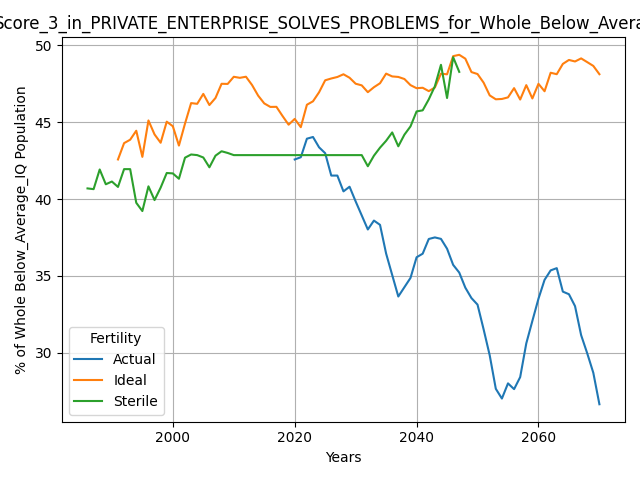 Score_3_in_PRIVATE_ENTERPRISE_SOLVES_PROBLEMS_for_Whole_Below_Avera
50
45
40
35
30
% of Whole Below_Average_IQ Population
Fertility
Actual
Ideal
Sterile
2000
2020
2040
2060
Years